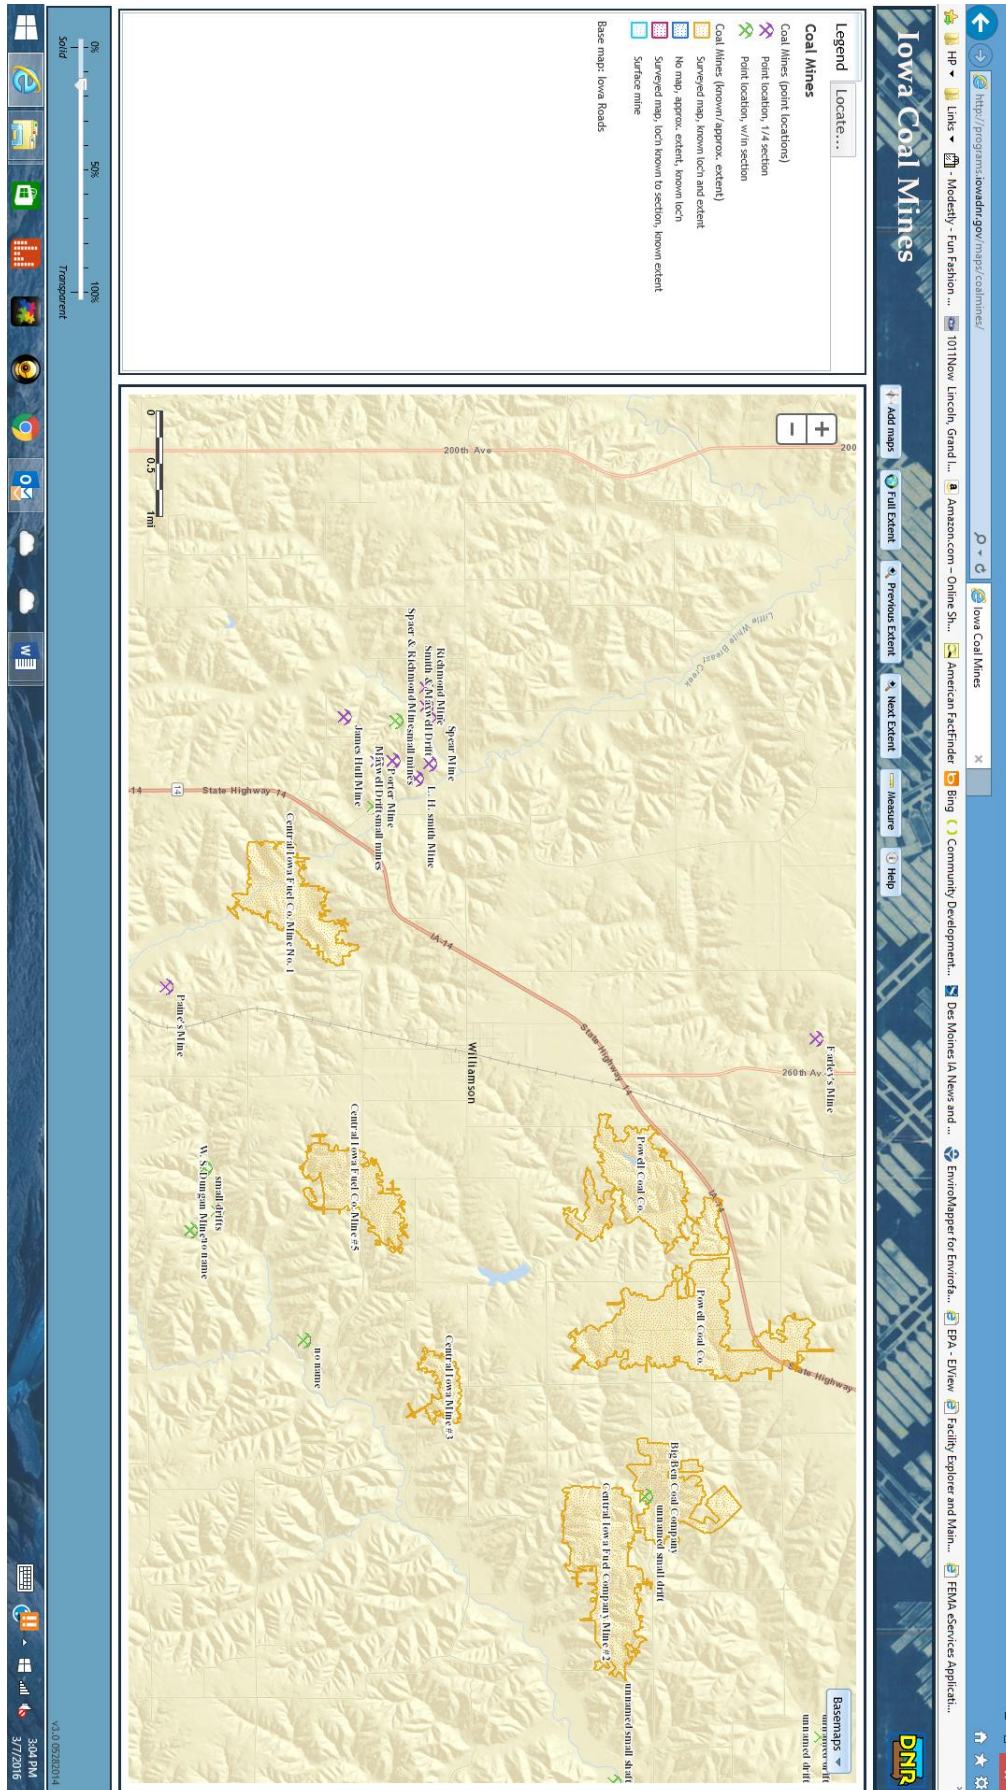 http://programs.iowadnr.gov/maps/coalmines/
Iowa Coal Mines
HP
Links
- Modestly - Fun Fashion ...
1011Now Lincoln, Grand I...
Amazon.com – Online Sh...
American FactFinder
Bing
Community Development...
Des Moines IA News and ...
EnviroMapper for Envirofa...
EPA - EJView
Facility Explorer and Main...
FEMA eServices Applicati...
Iowa Coal Mines
Add maps
Full Extent
Previous Extent
Next Extent
Measure
Help
DNR
Legend
Locate...
Coal Mines
Coal Mines (point locations)
Point location, 1/4 section
Point location, w/in section
Coal Mines (known/approx. extent)
Surveyed map, known loc'n and extent
No map, approx. extent, known loc'n
Surveyed map, loc'n known to section, known extent
Surface mine
Base map: Iowa Roads
+
−
Basemaps
200
200th Ave
Little White Breast Creek
Farley's Mine
260th Av
unnamed drift
State Highway
State Highway 14
IA-14
Powell Coal Co.
Powell Coal Co.
Big Ben Coal Company
unnamed small drift
Central Iowa Fuel Company Mine #2
unnamed small shaft
Williamson
Spear Mine
Richmond Mine
Smith & Maxwell Drift
L. H. smith Mine
Spaer & Richmond Mine
small mines
Porter Mine
Maxwell Drift
small mines
James Hull Mine
IA-14
Central Iowa Mine #3
Central Iowa Fuel Co. Mine #5
no name
State Highway 14
Central Iowa Fuel Co. Mine No. 1
small drifts
W. S. Dungan Mine
no name
Paine's Mine
14
14
0
0.5
1mi
0%
50%
100%
Solid
Transparent
v3.0 05282014
3:04 PM
3/7/2016